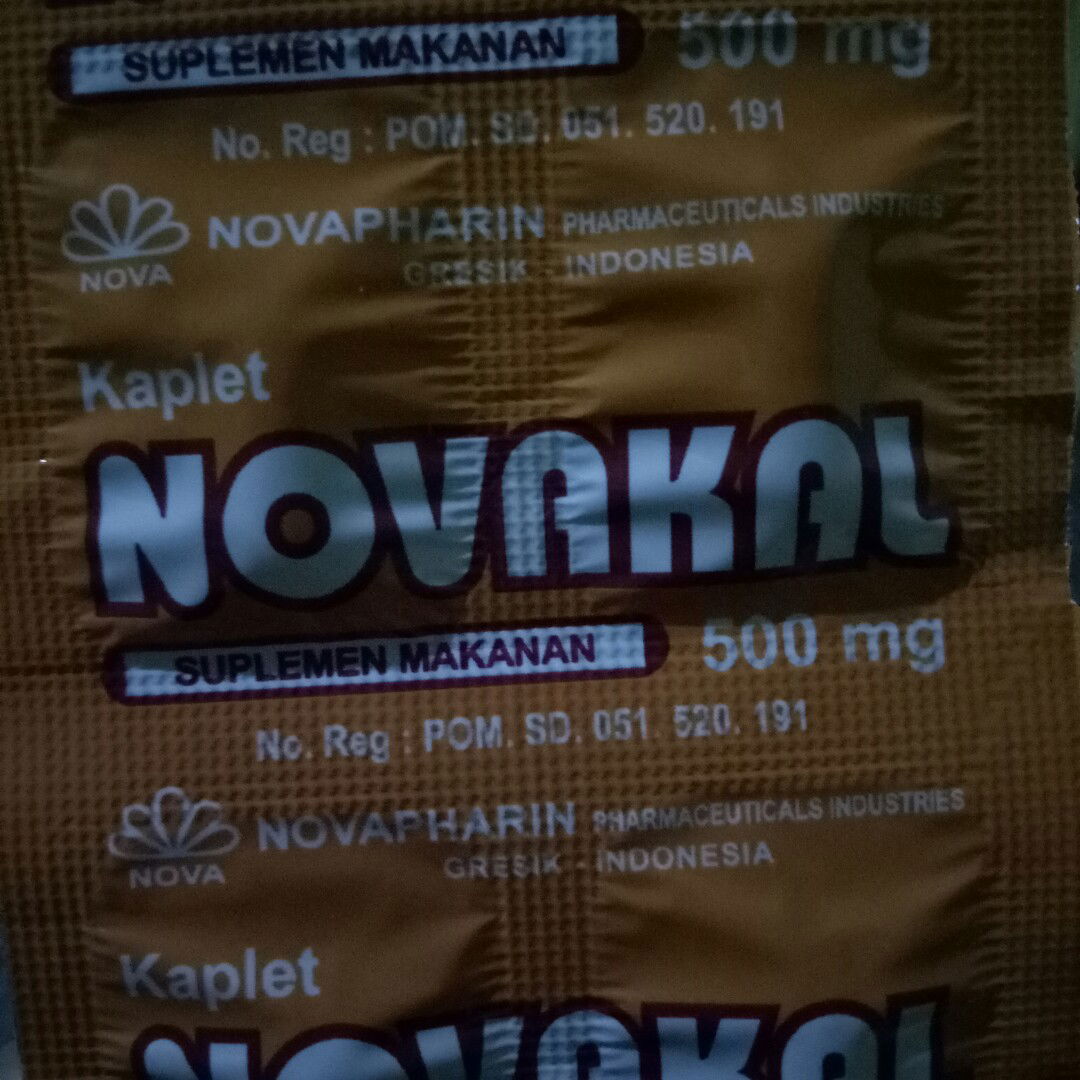 SUPLEMEN MAKANAN 500 mg
No. Reg : POM. SD. 051. 520. 191
NOVA NOVAPHARIN PHARMACEUTICALS INDUSTRIES
GRESIK - INDONESIA
Kaplet
NOVAKAL
SUPLEMEN MAKANAN 500 mg
No. Reg : POM. SD. 051. 520. 191
NOVA NOVAPHARIN PHARMACEUTICALS INDUSTRIES
GRESIK - INDONESIA
Kaplet
NOVAKAL